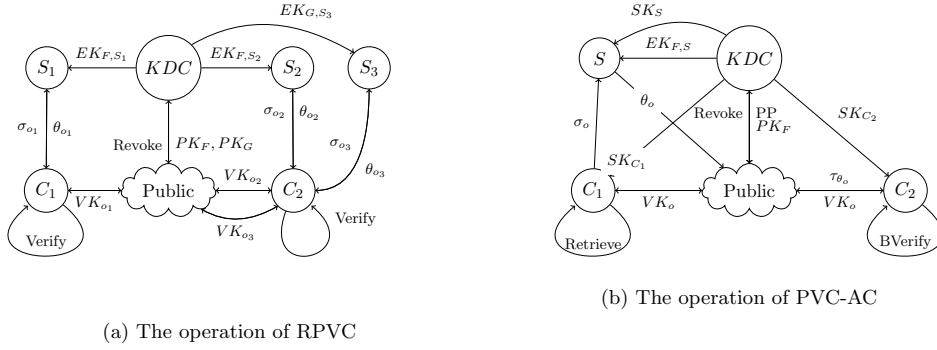 EK_{G,S_3}
EK_{F,S_1}
EK_{F,S_2}
S_1
KDC
S_2
S_3
σ_{o_1}
θ_{o_1}
σ_{o_2}
θ_{o_2}
σ_{o_3}
θ_{o_3}
Revoke
PK_F, PK_G
C_1
Public
C_2
VK_{o_1}
VK_{o_2}
VK_{o_3}
Verify
Verify
(a) The operation of RPVC
SK_S
EK_{F,S}
S
KDC
θ_o
σ_o
Revoke
PP
PK_F
SK_{C_2}
SK_{C_1}
C_1
Public
C_2
VK_o
τ_{θ_o}
VK_o
Retrieve
BVerify
(b) The operation of PVC-AC